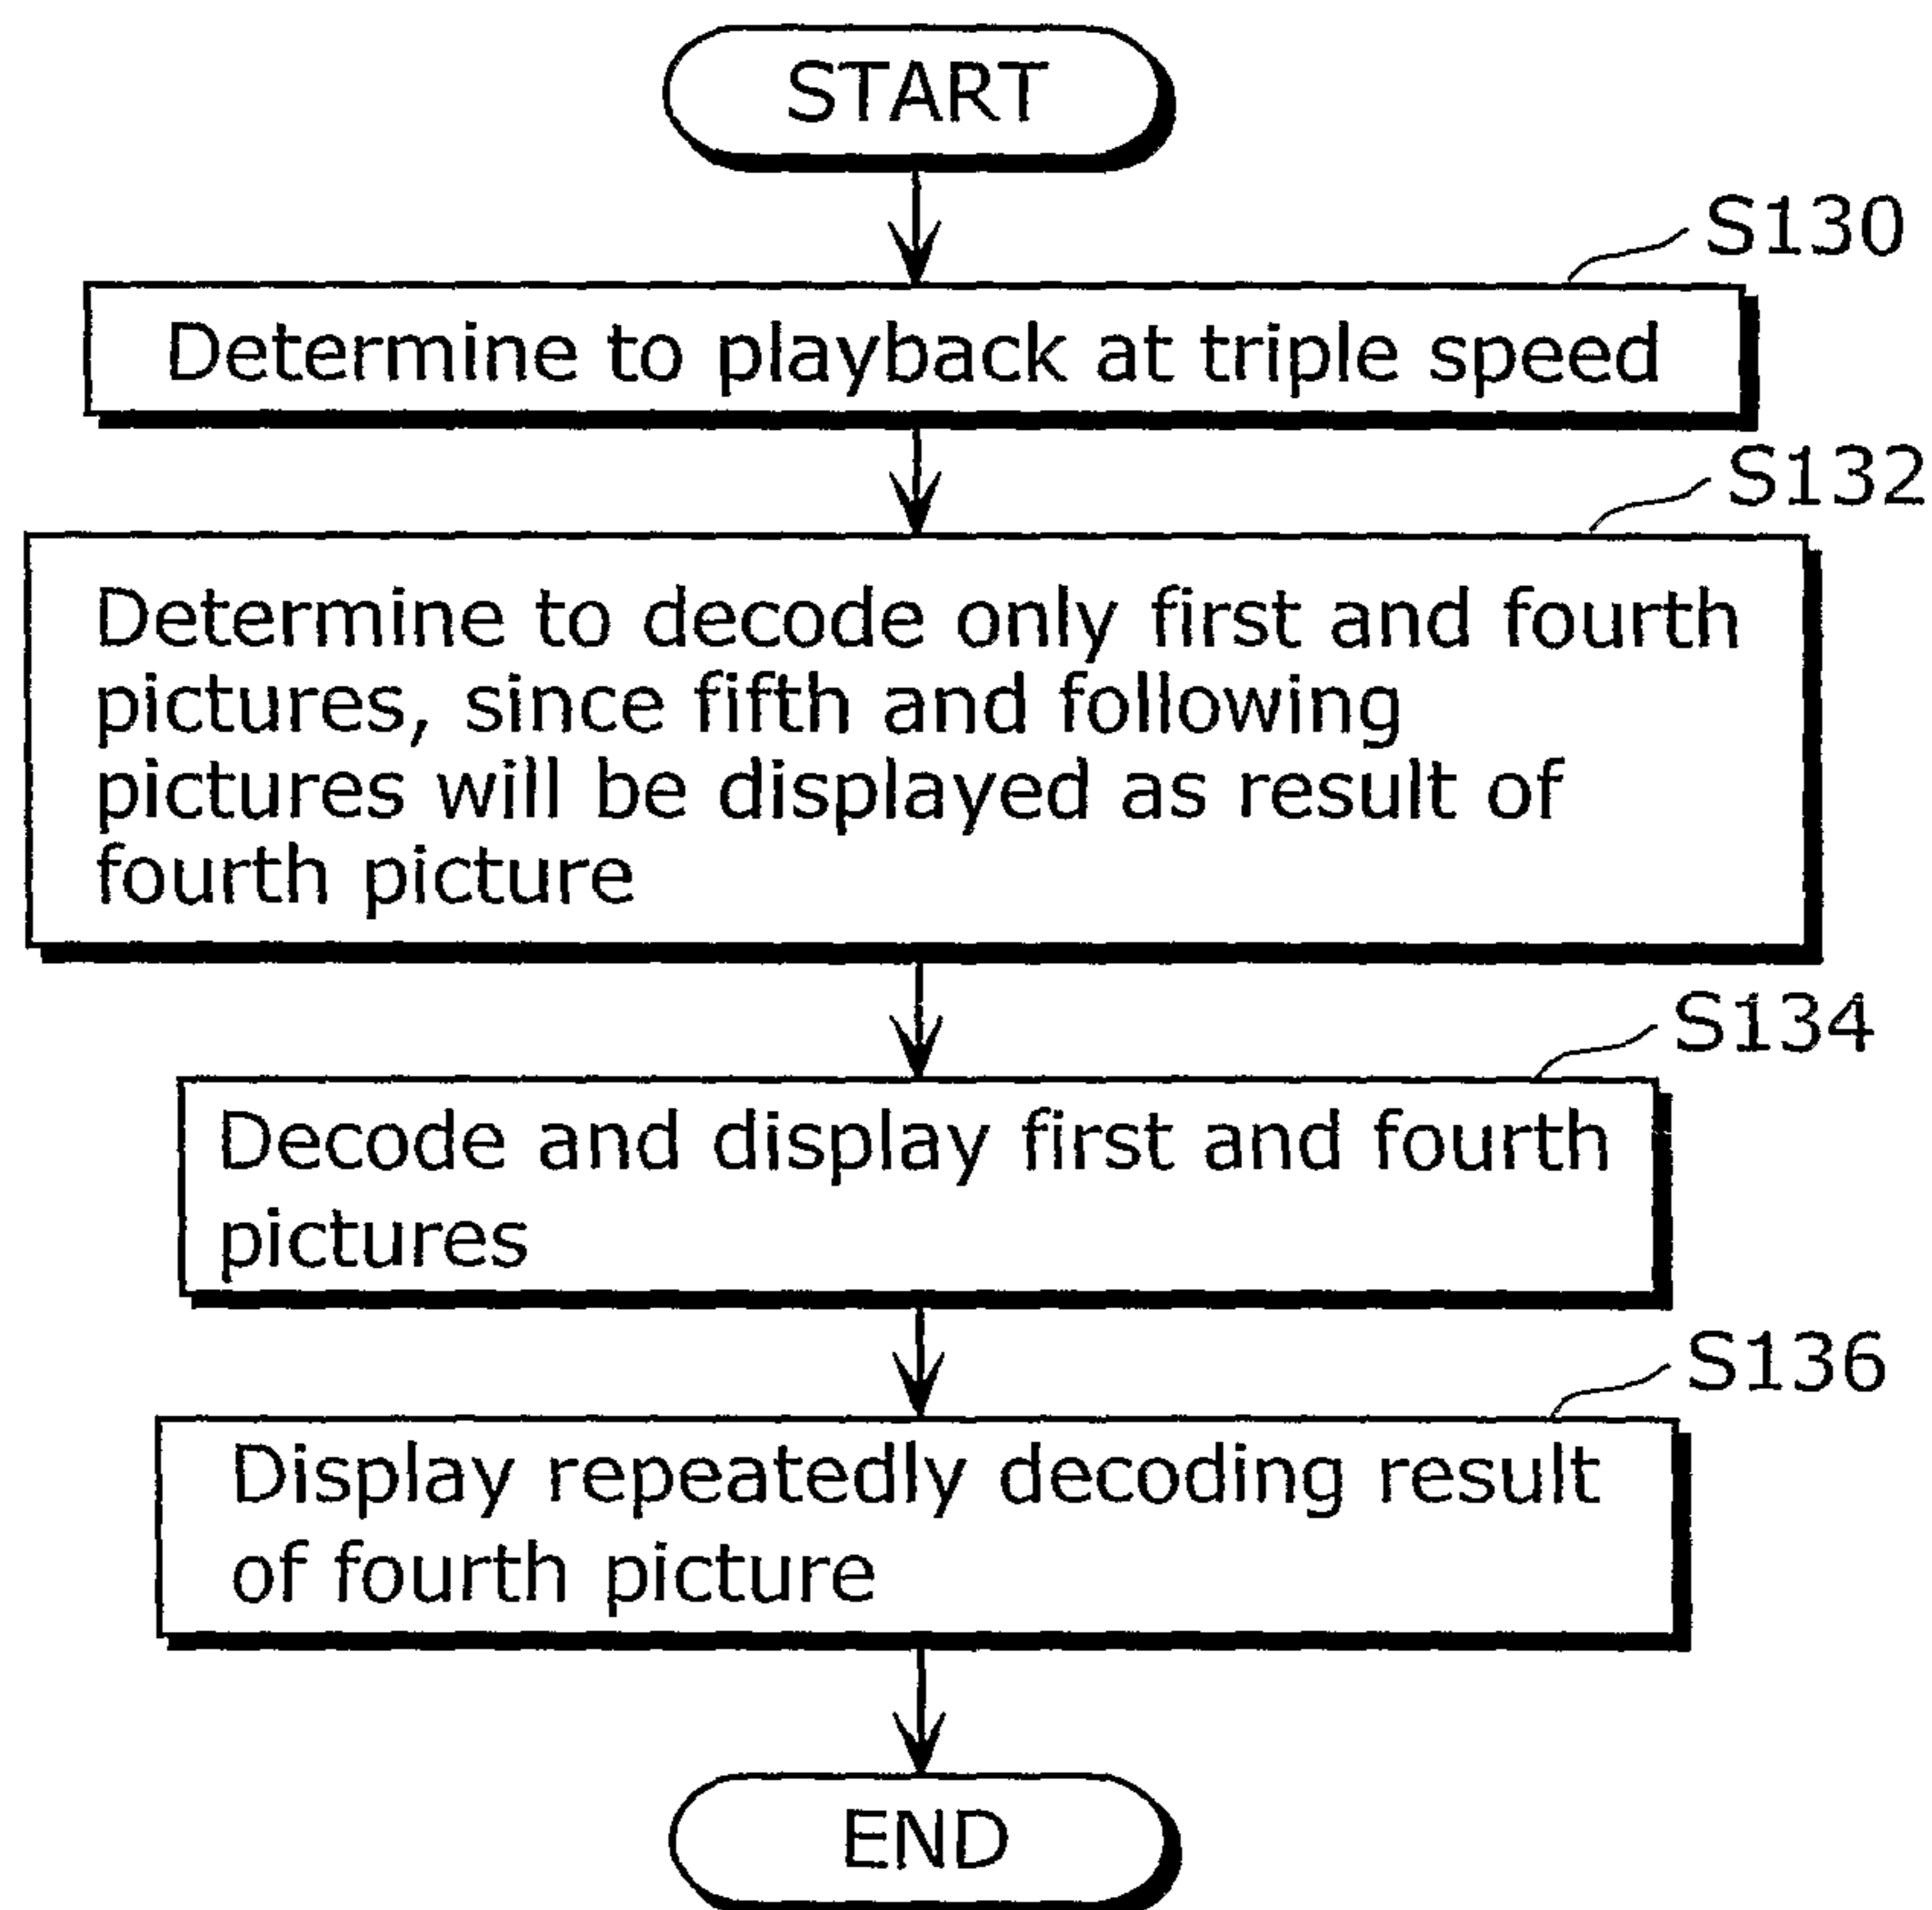 START
S130
Determine to playback at triple speed
S132
Determine to decode only first and fourth
pictures, since fifth and following
pictures will be displayed as result of
fourth picture
S134
Decode and display first and fourth
pictures
S136
Display repeatedly decoding result
of fourth picture
END